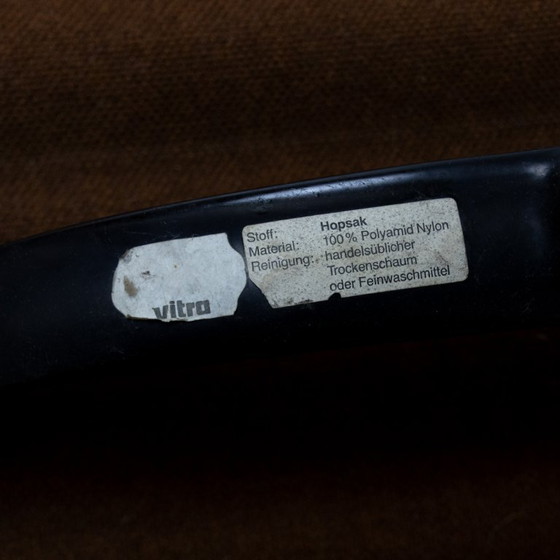 vitra
Stoff: Hopsak
Material: 100% Polyamid Nylon
Reinigung: handelsüblicher
Trockenschaum
oder Feinwaschmittel